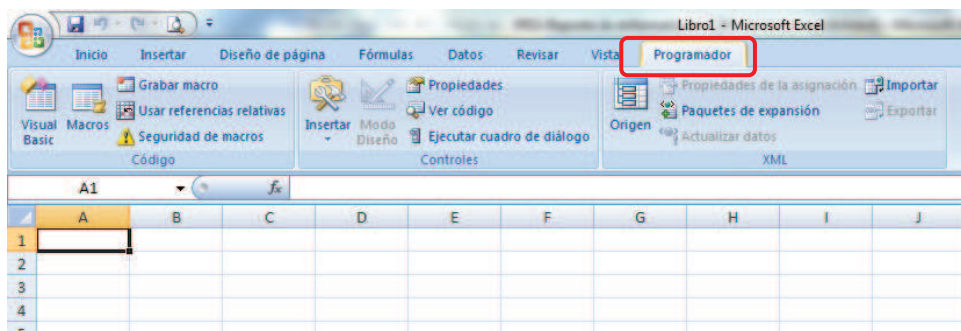 Libro1 - Microsoft Excel
Inicio Insertar Diseño de página Fórmulas Datos Revisar Vista Programador
Visual Basic
Macros
Grabar macro
Usar referencias relativas
Seguridad de macros
Código
Insertar
Modo Diseño
Propiedades
Ver código
Ejecutar cuadro de diálogo
Controles
Origen
Propiedades de la asignación
Paquetes de expansión
Actualizar datos
Importar
Exportar
XML
A1 fx
A B C D E F G H I J
1
2
3
4